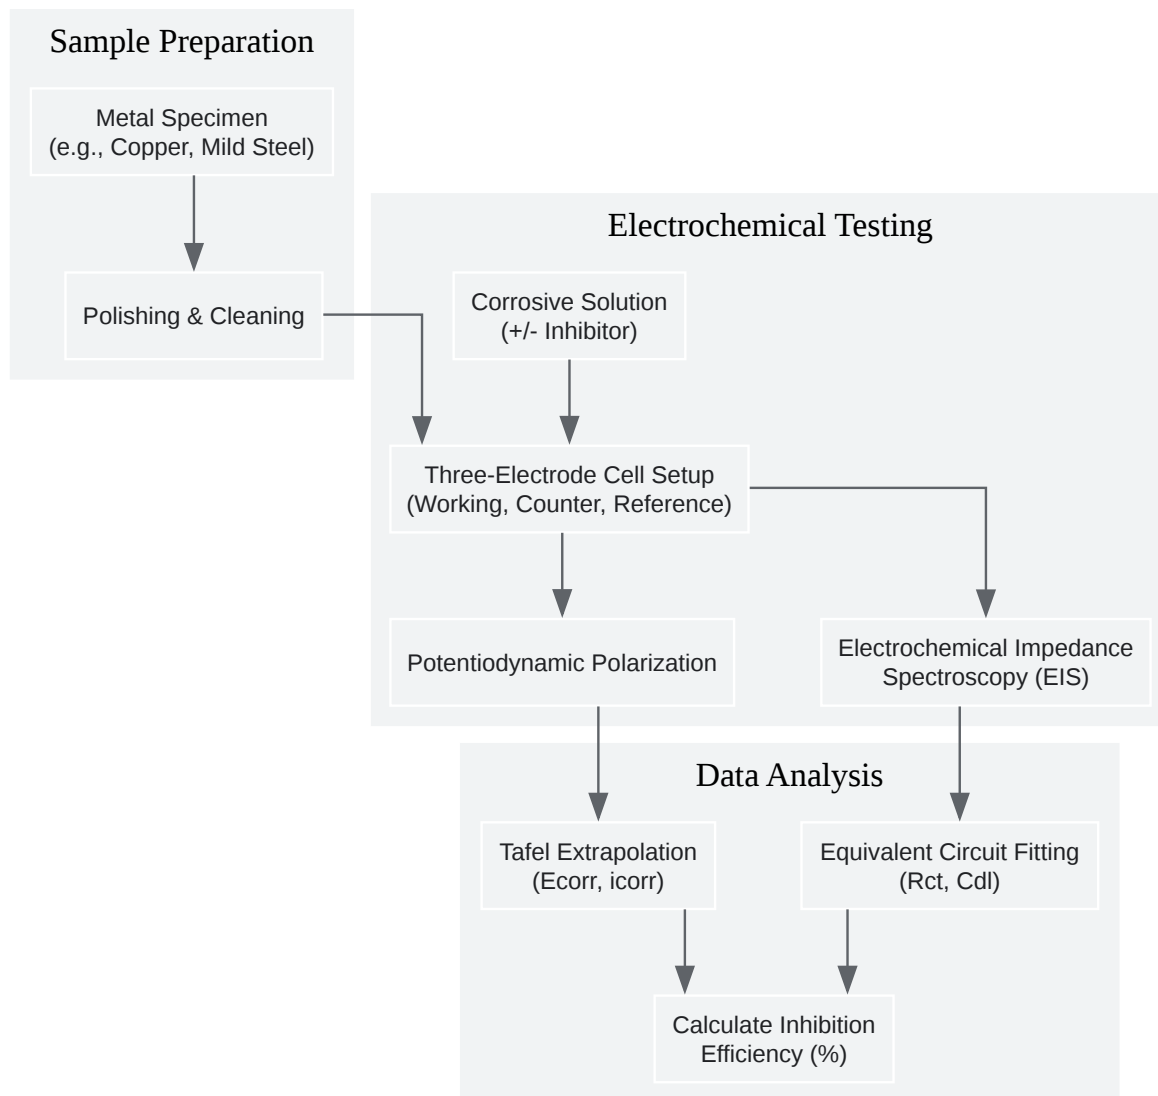 Sample Preparation
Metal Specimen
(e.g., Copper, Mild Steel)
Polishing & Cleaning
Electrochemical Testing
Corrosive Solution
(+/- Inhibitor)
Three-Electrode Cell Setup
(Working, Counter, Reference)
Potentiodynamic Polarization
Electrochemical Impedance
Spectroscopy (EIS)
Data Analysis
Tafel Extrapolation
(Ecorr, icorr)
Equivalent Circuit Fitting
(Rct, Cdl)
Calculate Inhibition
Efficiency (%)